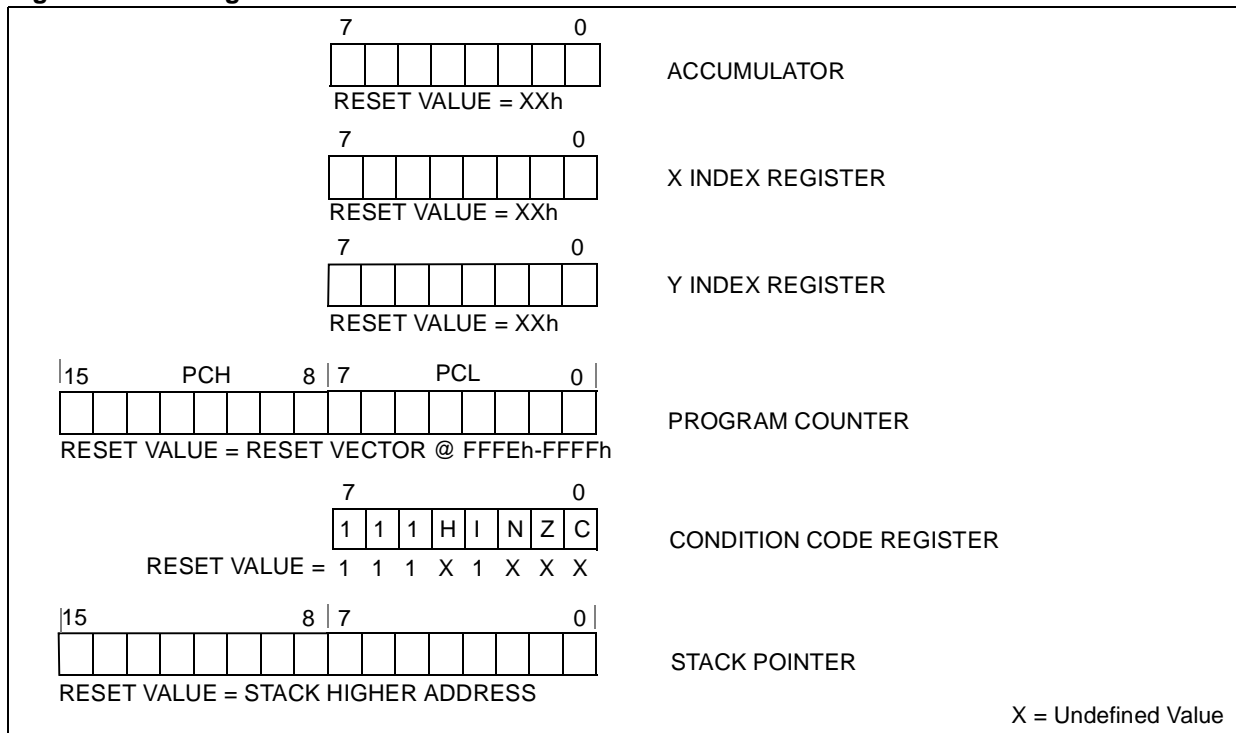 7 0
ACCUMULATOR
RESET VALUE = XXh
7 0
X INDEX REGISTER
RESET VALUE = XXh
7 0
Y INDEX REGISTER
RESET VALUE = XXh
15 PCH 8 7 PCL 0
PROGRAM COUNTER
RESET VALUE = RESET VECTOR @ FFFEh-FFFFh
7 0
1 1 1 H I N Z C
CONDITION CODE REGISTER
RESET VALUE = 1 1 1 X 1 X X X
15 8 7 0
STACK POINTER
RESET VALUE = STACK HIGHER ADDRESS
X = Undefined Value